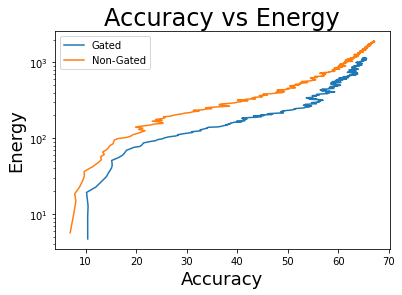 Accuracy vs Energy
Gated
Non-Gated
Energy
10³
10²
10¹
10 20 30 40 50 60 70
Accuracy